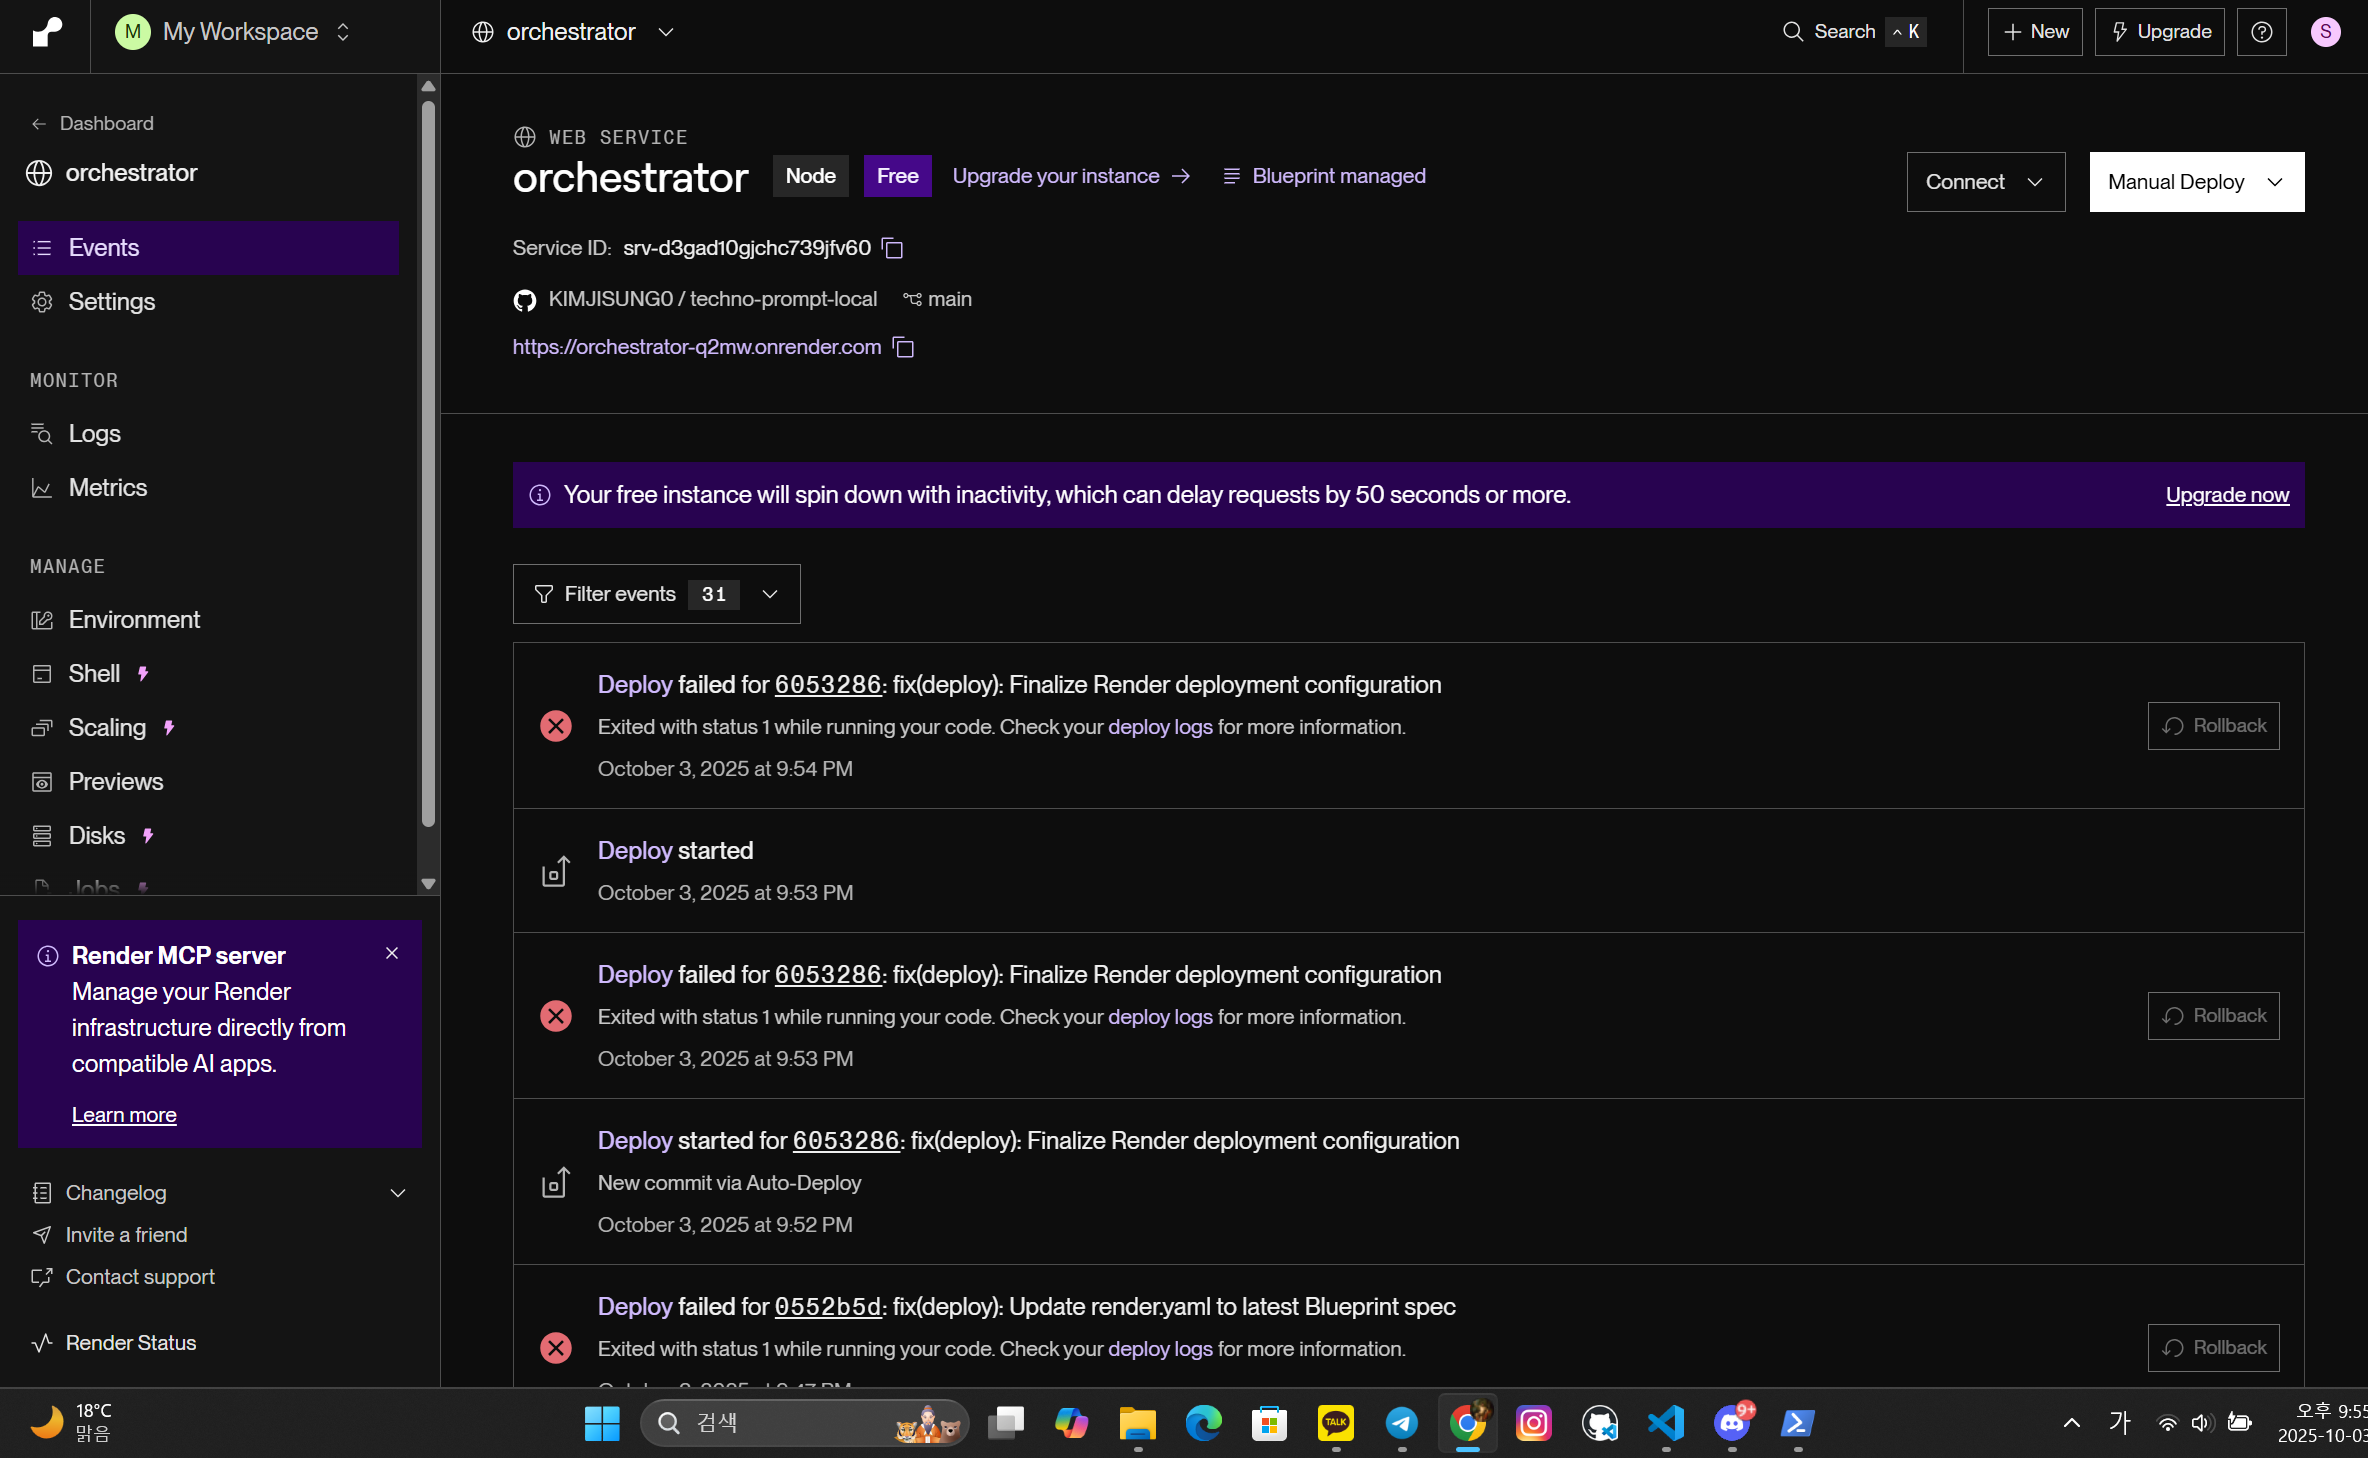 M My Workspace
orchestrator
Search ^ K
+ New
Upgrade
S
← Dashboard
orchestrator
Events
Settings
MONITOR
Logs
Metrics
MANAGE
Environment
Shell
Scaling
Previews
Disks
Jobs
Render MCP server
Manage your Render
infrastructure directly from
compatible AI apps.
Learn more
Changelog
Invite a friend
Contact support
Render Status
WEB SERVICE
orchestrator Node Free Upgrade your instance → Blueprint managed
Connect
Manual Deploy
Service ID: srv-d3gad10gjchc739jfv60
KIMJISUNG0 / techno-prompt-local main
https://orchestrator-q2mw.onrender.com
Your free instance will spin down with inactivity, which can delay requests by 50 seconds or more.
Upgrade now
Filter events 31
Deploy failed for 6053286: fix(deploy): Finalize Render deployment configuration
Exited with status 1 while running your code. Check your deploy logs for more information.
October 3, 2025 at 9:54 PM
Rollback
Deploy started
October 3, 2025 at 9:53 PM
Deploy failed for 6053286: fix(deploy): Finalize Render deployment configuration
Exited with status 1 while running your code. Check your deploy logs for more information.
October 3, 2025 at 9:53 PM
Rollback
Deploy started for 6053286: fix(deploy): Finalize Render deployment configuration
New commit via Auto-Deploy
October 3, 2025 at 9:52 PM
Deploy failed for 0552b5d: fix(deploy): Update render.yaml to latest Blueprint spec
Exited with status 1 while running your code. Check your deploy logs for more information.
October 3, 2025 at 9:47 PM
Rollback
18°C
맑음
검색
TALK
9+
가
오후 9:55
2025-10-03